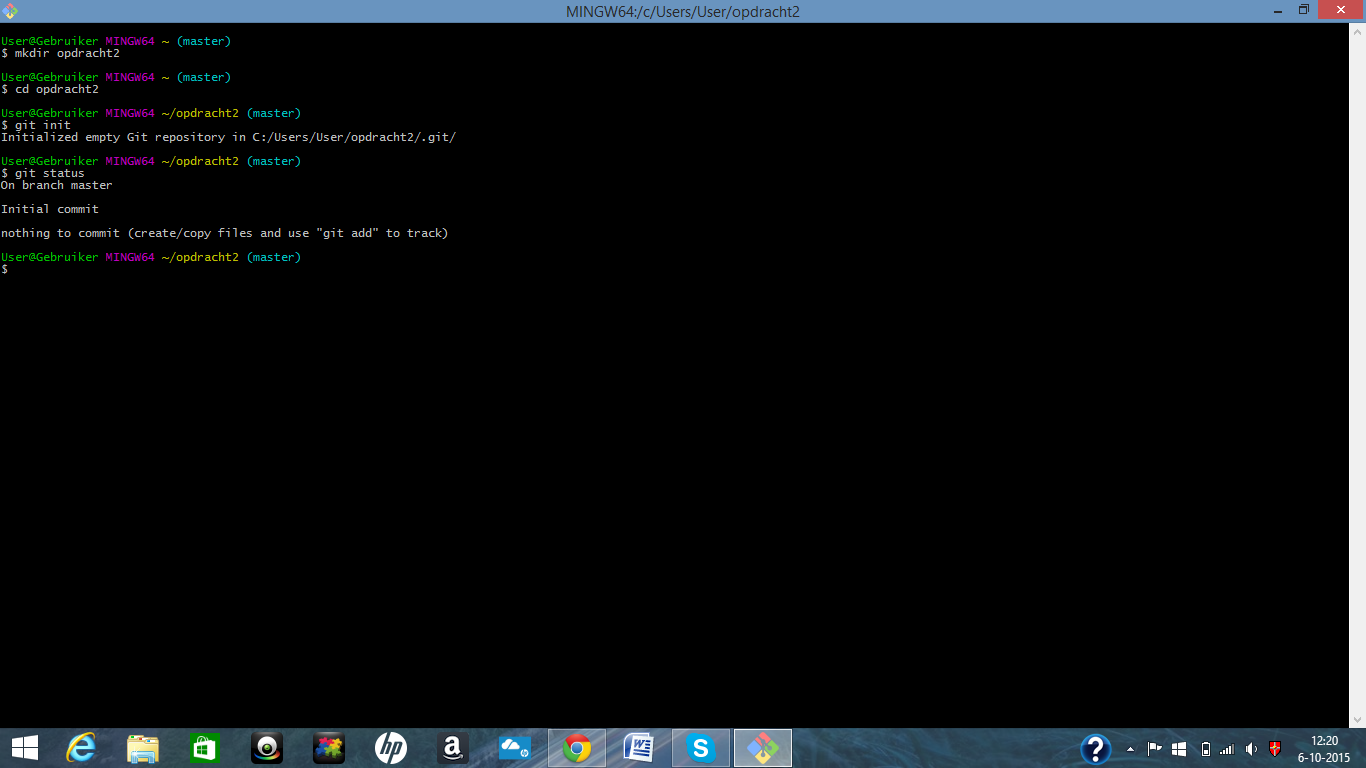 MINGW64:/c/Users/User/opdracht2
User@Gebruiker MINGW64 ~ (master)
$ mkdir opdracht2
User@Gebruiker MINGW64 ~ (master)
$ cd opdracht2
User@Gebruiker MINGW64 ~/opdracht2 (master)
$ git init
Initialized empty Git repository in C:/Users/User/opdracht2/.git/
User@Gebruiker MINGW64 ~/opdracht2 (master)
$ git status
On branch master
Initial commit
nothing to commit (create/copy files and use "git add" to track)
User@Gebruiker MINGW64 ~/opdracht2 (master)
$
12:20
6-10-2015